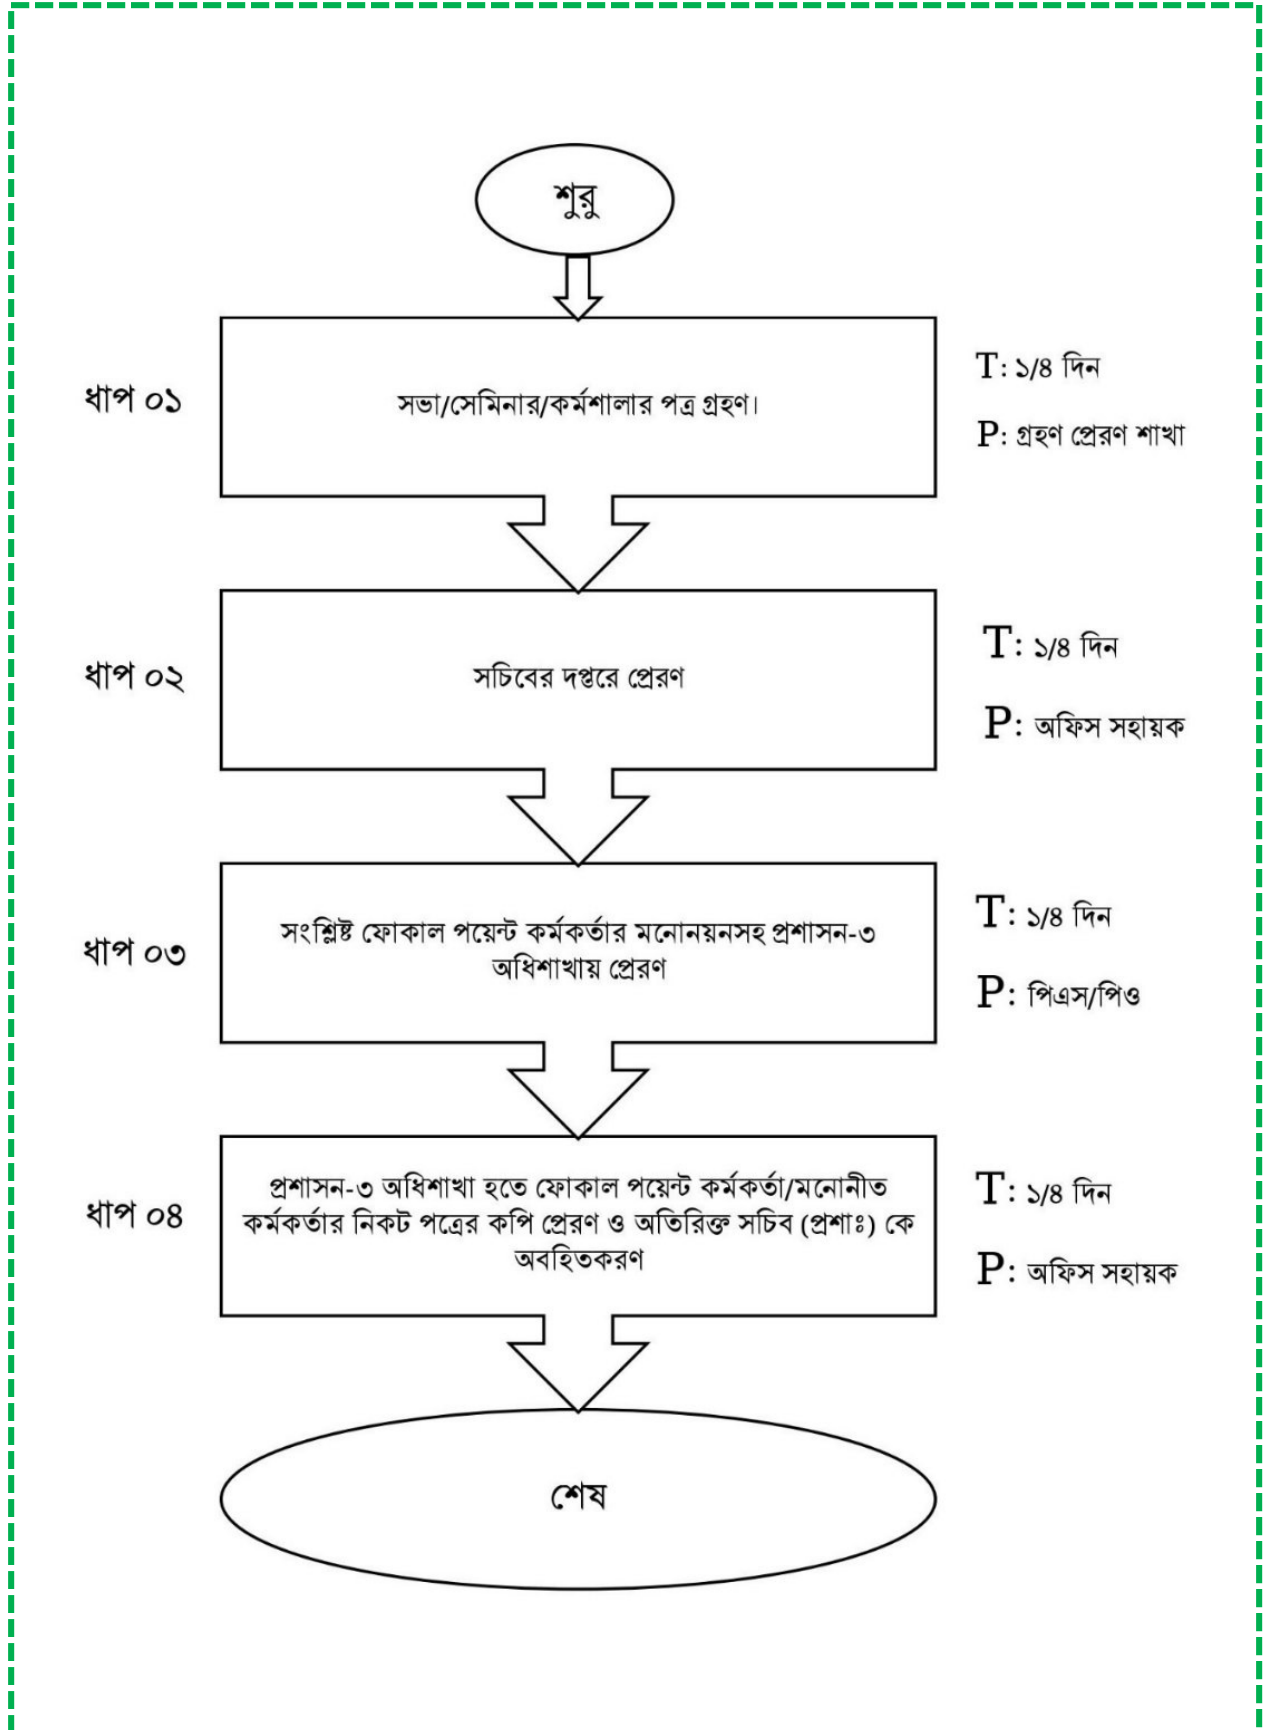 শুরু
ধাপ ০১
সভা/সেমিনার/কর্মশালার পত্র গ্রহণ।
T: ১/৪ দিন
P: গ্রহণ প্রেরণ শাখা
ধাপ ০২
সচিবের দপ্তরে প্রেরণ
T: ১/৪ দিন
P: অফিস সহায়ক
ধাপ ০৩
সংশ্লিষ্ট ফোকাল পয়েন্ট কর্মকর্তার মনোনয়নসহ প্রশাসন-৩
অধিশাখায় প্রেরণ
T: ১/৪ দিন
P: পিএস/পিও
ধাপ ০৪
প্রশাসন-৩ অধিশাখা হতে ফোকাল পয়েন্ট কর্মকর্তা/মনোনীত
কর্মকর্তার নিকট পত্রের কপি প্রেরণ ও অতিরিক্ত সচিব (প্রশাঃ) কে
অবহিতকরণ
T: ১/৪ দিন
P: অফিস সহায়ক
শেষ